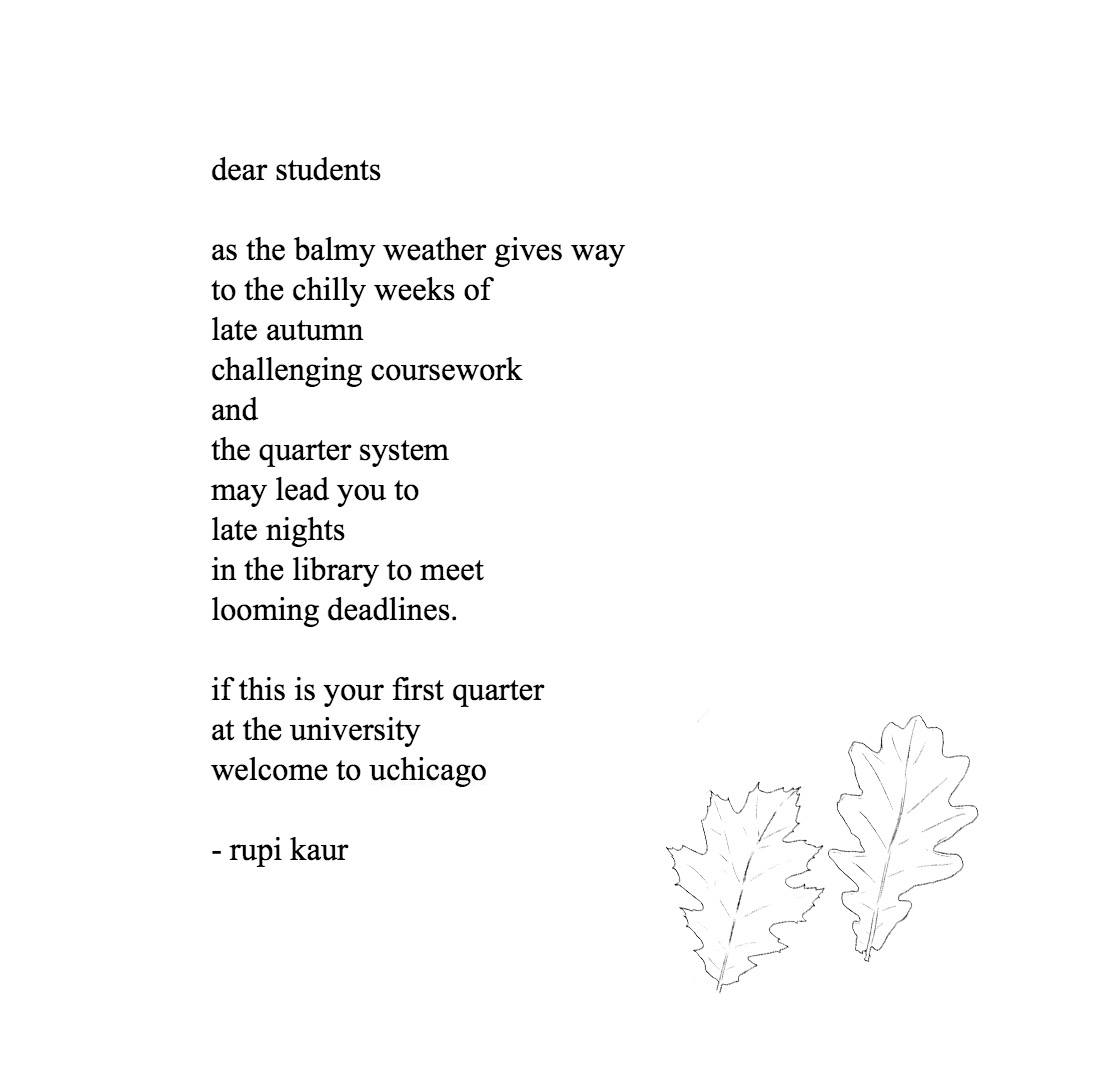 dear students
as the balmy weather gives way
to the chilly weeks of
late autumn
challenging coursework
and
the quarter system
may lead you to
late nights
in the library to meet
looming deadlines.
if this is your first quarter
at the university
welcome to uchicago
- rupi kaur